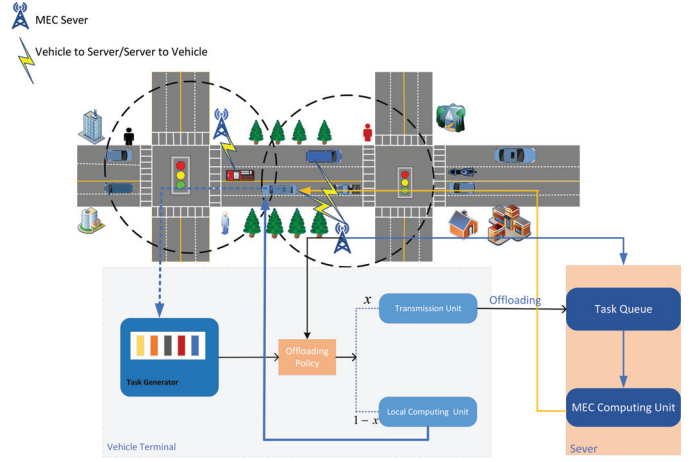 MEC Sever
Vehicle to Server/Server to Vehicle
x
Transmission Unit
Offloading
Task Queue
Offloading
Policy
Task Generator
Local Computing Unit
1 − x
MEC Computing Unit
Vehicle Terminal
Sever